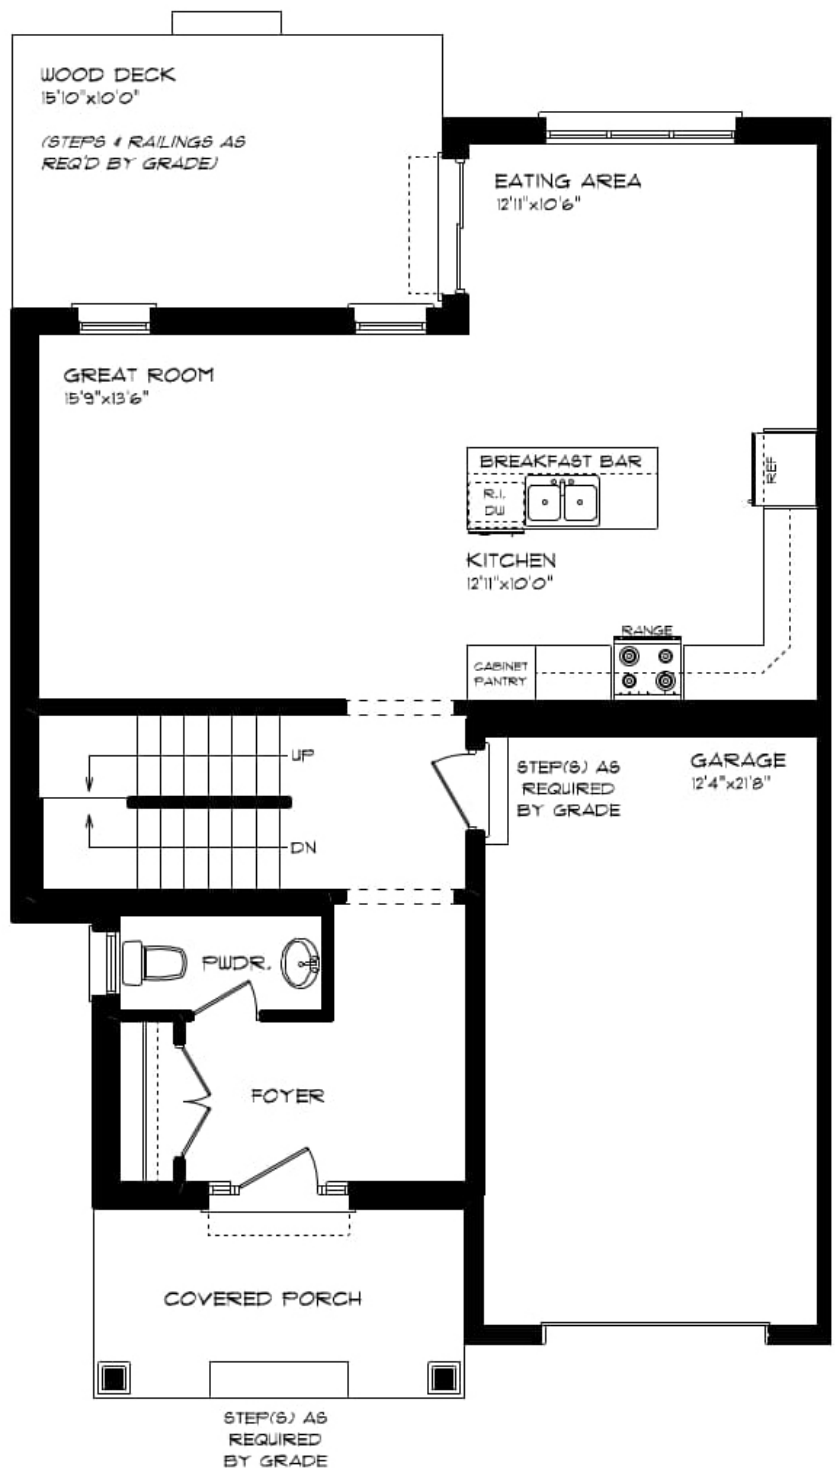 WOOD DECK
15'10"x10'0"
(STEPS & RAILINGS AS
REQ'D BY GRADE)
EATING AREA
12'11"x10'6"
GREAT ROOM
15'9"x13'6"
BREAKFAST BAR
R.I.
DW
REF
KITCHEN
12'11"x10'0"
RANGE
CABINET
PANTRY
UP
DN
STEP(S) AS
REQUIRED
BY GRADE
GARAGE
12'4"x21'8"
PWDR.
FOYER
COVERED PORCH
STEP(S) AS
REQUIRED
BY GRADE